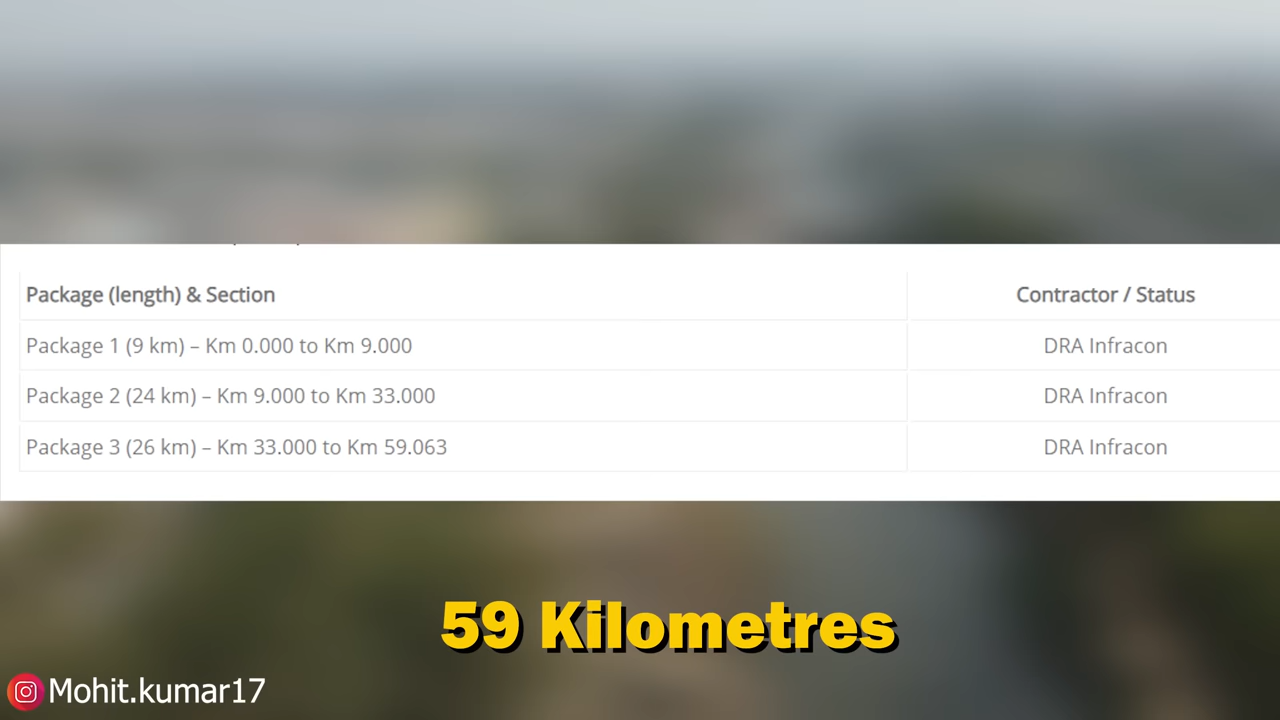 Package (length) & Section Contractor / Status
Package 1 (9 km) – Km 0.000 to Km 9.000 DRA Infracon
Package 2 (24 km) – Km 9.000 to Km 33.000 DRA Infracon
Package 3 (26 km) – Km 33.000 to Km 59.063 DRA Infracon
59 Kilometres
Mohit.kumar17